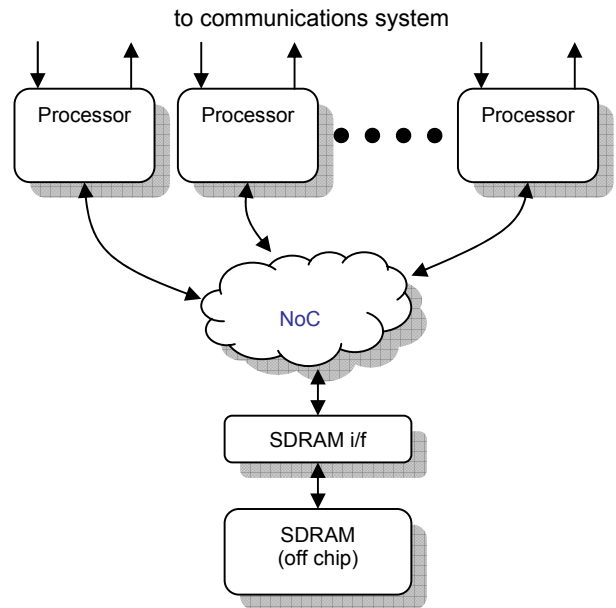 to communications system
Processor
Processor
Processor
NoC
SDRAM i/f
SDRAM
(off chip)